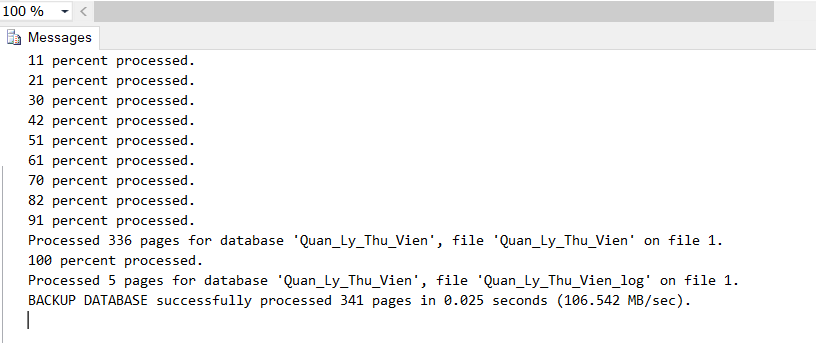 100 %
Messages
11 percent processed.
21 percent processed.
30 percent processed.
42 percent processed.
51 percent processed.
61 percent processed.
70 percent processed.
82 percent processed.
91 percent processed.
Processed 336 pages for database 'Quan_Ly_Thu_Vien', file 'Quan_Ly_Thu_Vien' on file 1.
100 percent processed.
Processed 5 pages for database 'Quan_Ly_Thu_Vien', file 'Quan_Ly_Thu_Vien_log' on file 1.
BACKUP DATABASE successfully processed 341 pages in 0.025 seconds (106.542 MB/sec).